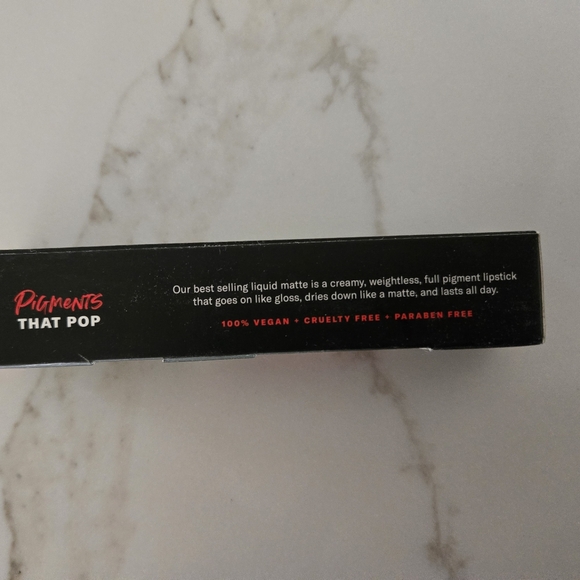 PIGMENTS
THAT POP
Our best selling liquid matte is a creamy, weightless, full pigment lipstick
that goes on like gloss, dries down like a matte, and lasts all day.
100% VEGAN + CRUELTY FREE + PARABEN FREE